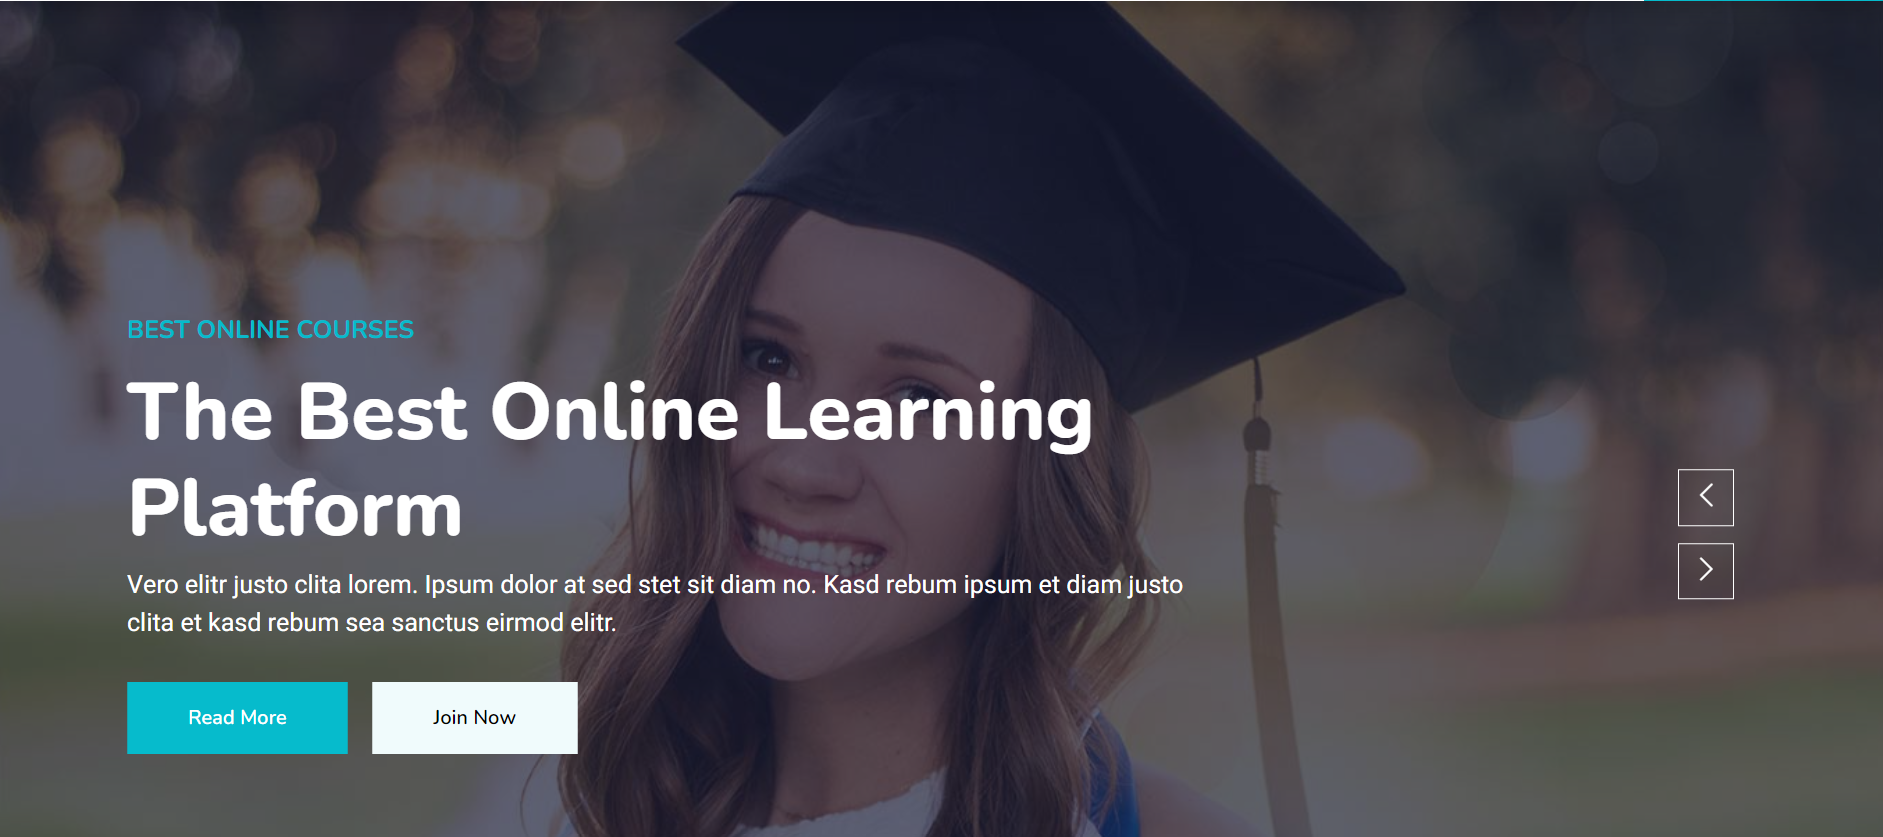 BEST ONLINE COURSES
The Best Online Learning
Platform
Vero elitr justo clita lorem. Ipsum dolor at sed stet sit diam no. Kasd rebum ipsum et diam justo
clita et kasd rebum sea sanctus eirmod elitr.
Read More
Join Now